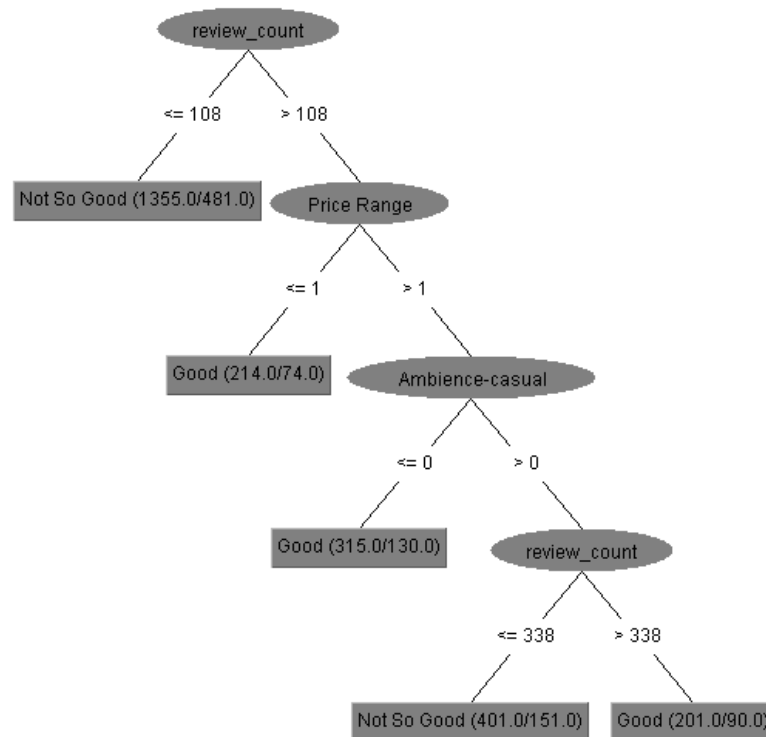 review_count
<= 108
> 108
Not So Good (1355.0/481.0)
Price Range
<= 1
> 1
Good (214.0/74.0)
Ambience-casual
<= 0
> 0
Good (315.0/130.0)
review_count
<= 338
> 338
Not So Good (401.0/151.0)
Good (201.0/90.0)